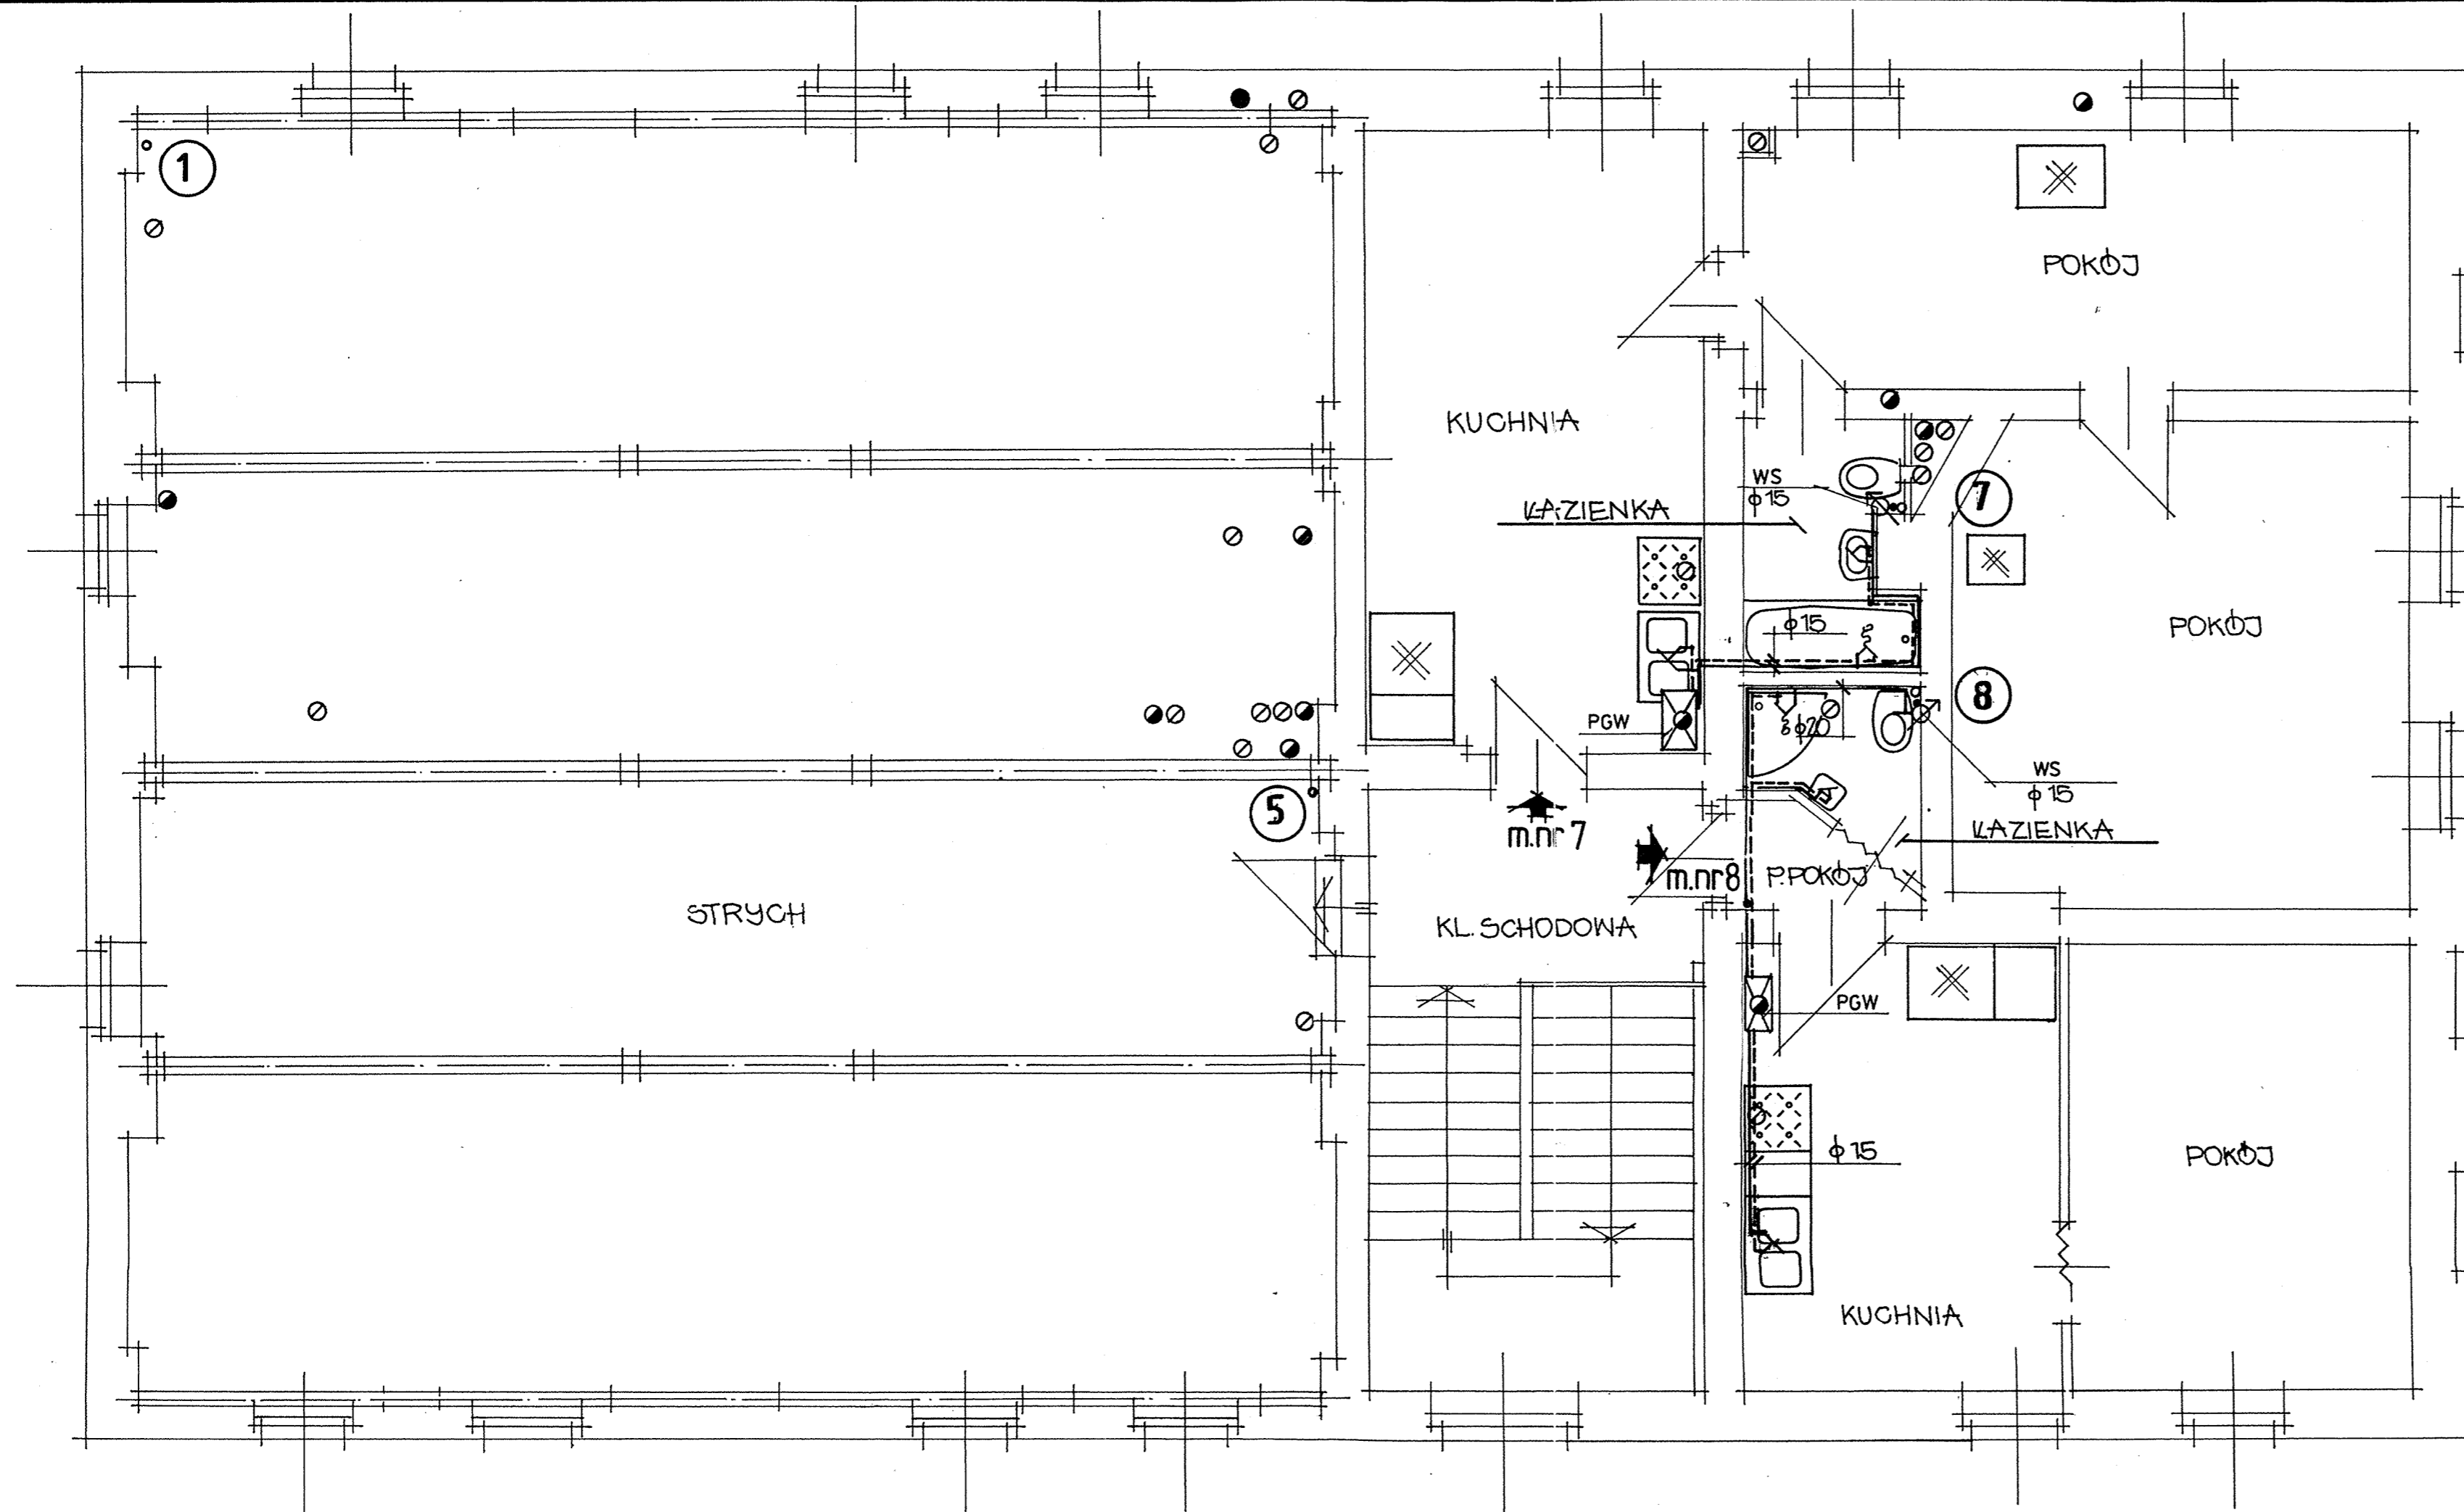 1
POKÓJ
KUCHNIA
WS
ϕ15
7
ŁAZIENKA
ϕ15
POKÓJ
8
PGW
ϕ20
WS
ϕ15
5
m.nr 7
ŁAZIENKA
m.nr8
P.POKÓJ
STRYCH
KL. SCHODOWA
PGW
ϕ15
POKÓJ
KUCHNIA